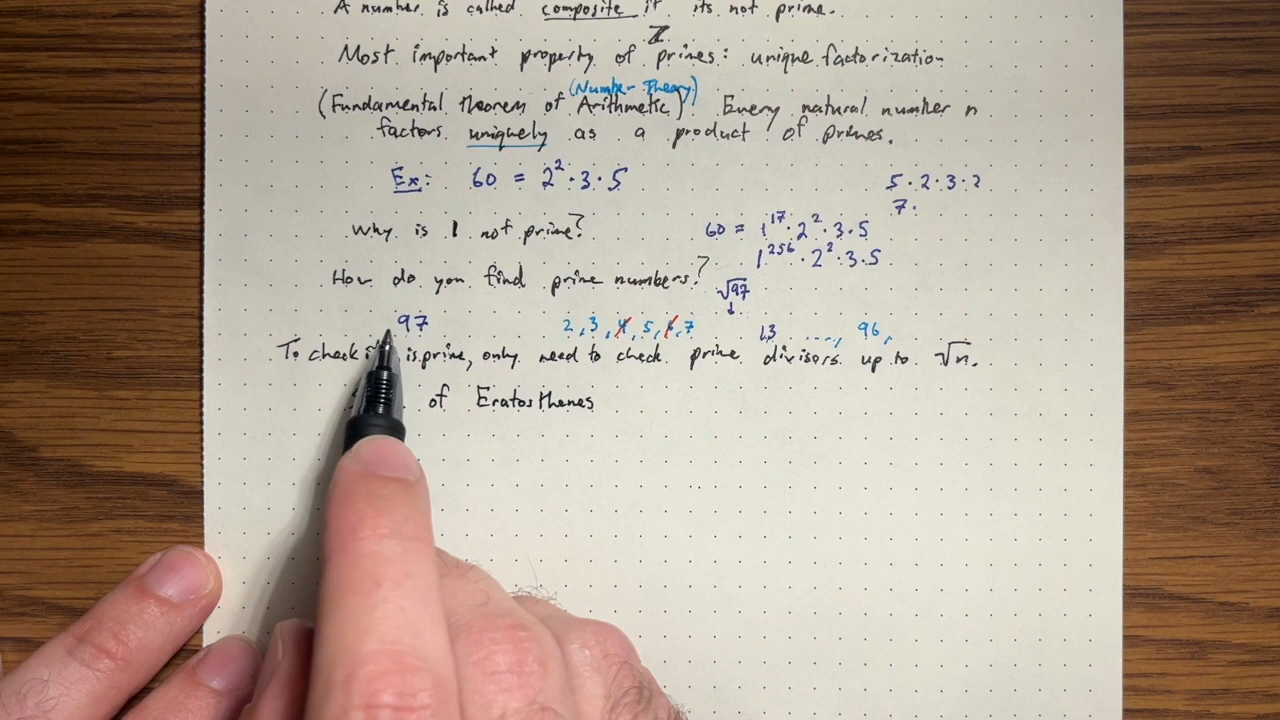 A number is called composite if its not prime.
ℤ
Most important property of primes: unique factorization
(Number Theory)
(Fundamental theorem of Arithmetic) Every natural number n
factors uniquely as a product of primes.
Ex: 60 = 2²·3·5
5·2·3·2
7·
Why is 1 not prime?
60 = 1¹⁷·2²·3·5
1²⁵⁶·2²·3·5
How do you find prime numbers?
√97
↓
97 2, 3, 4, 5, 6, 7 13 ...., 96,
To check is prime, only need to check prime divisors up to √n.
of Eratosthenes